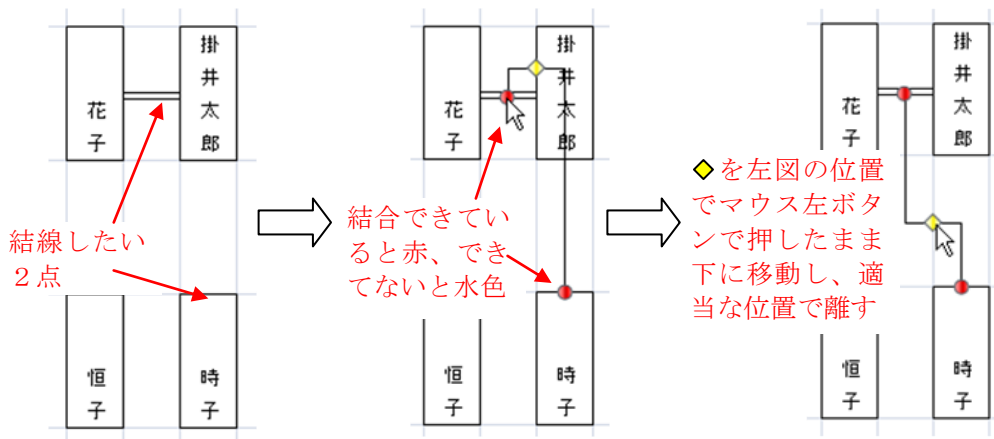 花子
掛井太郎
結線したい
２点
恒子
時子
花子
掛井太郎
結合できてい
ると赤、でき
てないと水色
恒子
時子
花子
掛井太郎
◆を左図の位置
でマウス左ボタ
ンで押したまま
下に移動し、適
当な位置で離す
恒子
時子